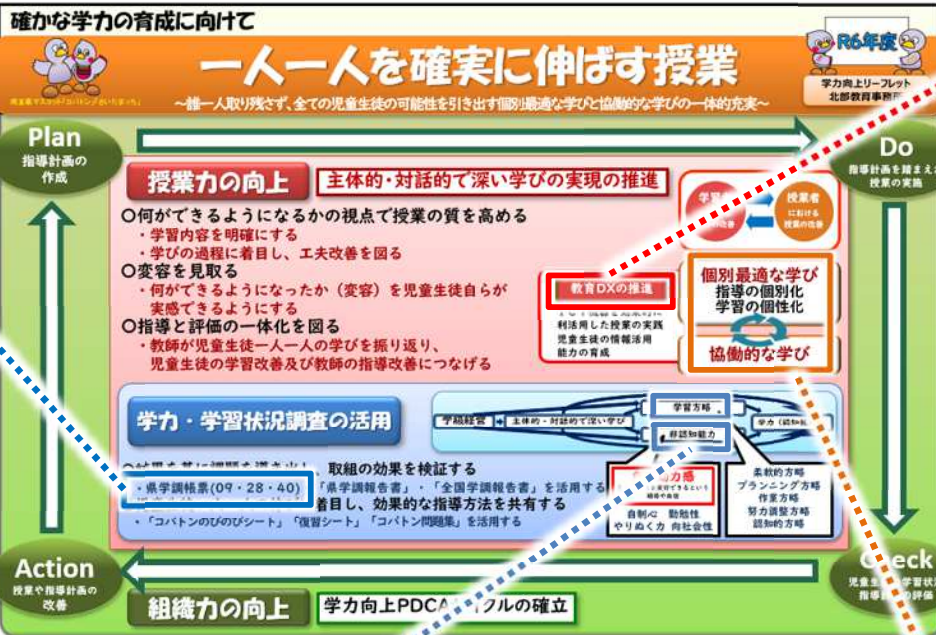 確かな学力の育成に向けて
一人一人を確実に伸ばす授業
～誰一人取り残さず、全ての児童生徒の可能性を引き出す個別最適な学びと協働的な学びの一体的充実～
R6年度
学力向上リーフレット
北部教育事務所
Plan
指導計画の
作成
Do
指導計画を踏まえた
授業の実施
授業力の向上
主体的・対話的で深い学びの実現の推進
〇何ができるようになるかの視点で授業の質を高める
・学習内容を明確にする
・学びの過程に着目し、工夫改善を図る
〇変容を見取る
・何ができるようになったか（変容）を児童生徒自らが
実感できるようにする
〇指導と評価の一体化を図る
・教師が児童生徒一人一人の学びを振り返り、
児童生徒の学習改善及び教師の指導改善につなげる
授業者
における
授業の改善
教育DXの推進
利活用した授業の実践
児童生徒の情報活用
能力の育成
個別最適な学び
指導の個別化
学習の個性化
協働的な学び
学力・学習状況調査の活用
学級経営
主体的・対話的で深い学び
学習方略
非認知能力
取組の効果を検証する
・県学調帳票(09・28・40)
「県学調報告書」・「全国学調報告書」を活用する
着目し、効果的な指導方法を共有する
・「コバトンのびのびシート」「復習シート」「コバトン問題集」を活用する
自制心 勤勉性
やりぬく力 向社会性
柔軟的方略
プランニング方略
作業方略
努力調整方略
認知的方略
Action
授業や指導計画の
改善
組織力の向上
学力向上PDCAサイクルの確立